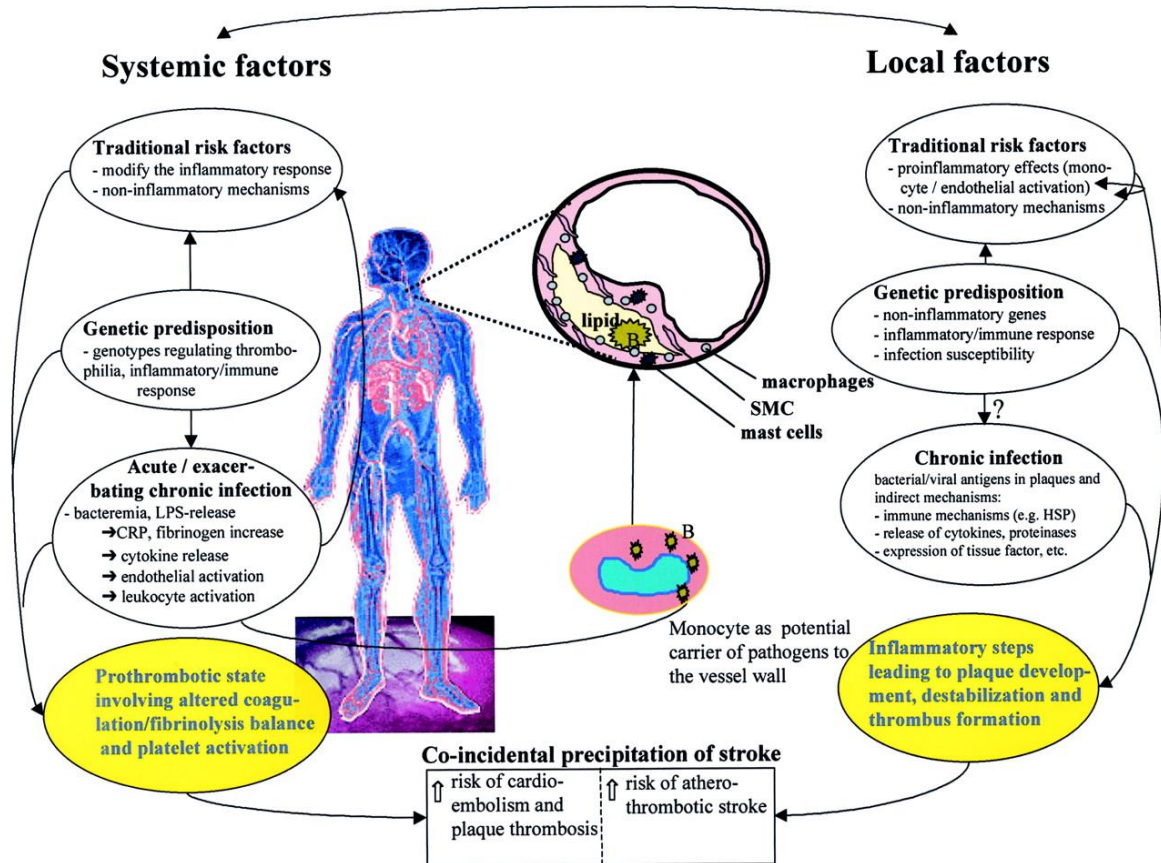 Systemic factors
Local factors
Traditional risk factors
- modify the inflammatory response
- non-inflammatory mechanisms
Genetic predisposition
- genotypes regulating thrombo-
philia, inflammatory/immune
response
Acute / exacer-
bating chronic infection
- bacteremia, LPS-release
➔CRP, fibrinogen increase
➔ cytokine release
➔ endothelial activation
➔ leukocyte activation
Prothrombotic state
involving altered coagu-
lation/fibrinolysis balance
and platelet activation
lipid
B
macrophages
SMC
mast cells
B
Monocyte as potential
carrier of pathogens to
the vessel wall
Traditional risk factors
- proinflammatory effects (mono-
cyte / endothelial activation)
- non-inflammatory mechanisms
Genetic predisposition
- non-inflammatory genes
- inflammatory/immune response
- infection susceptibility
?
Chronic infection
bacterial/viral antigens in plaques and
indirect mechanisms:
- immune mechanisms (e.g. HSP)
- release of cytokines, proteinases
- expression of tissue factor, etc.
Inflammatory steps
leading to plaque develop-
ment, destabilization and
thrombus formation
Co-incidental precipitation of stroke
⇧ risk of cardio-
embolism and
plaque thrombosis
⇧ risk of athero-
thrombotic stroke